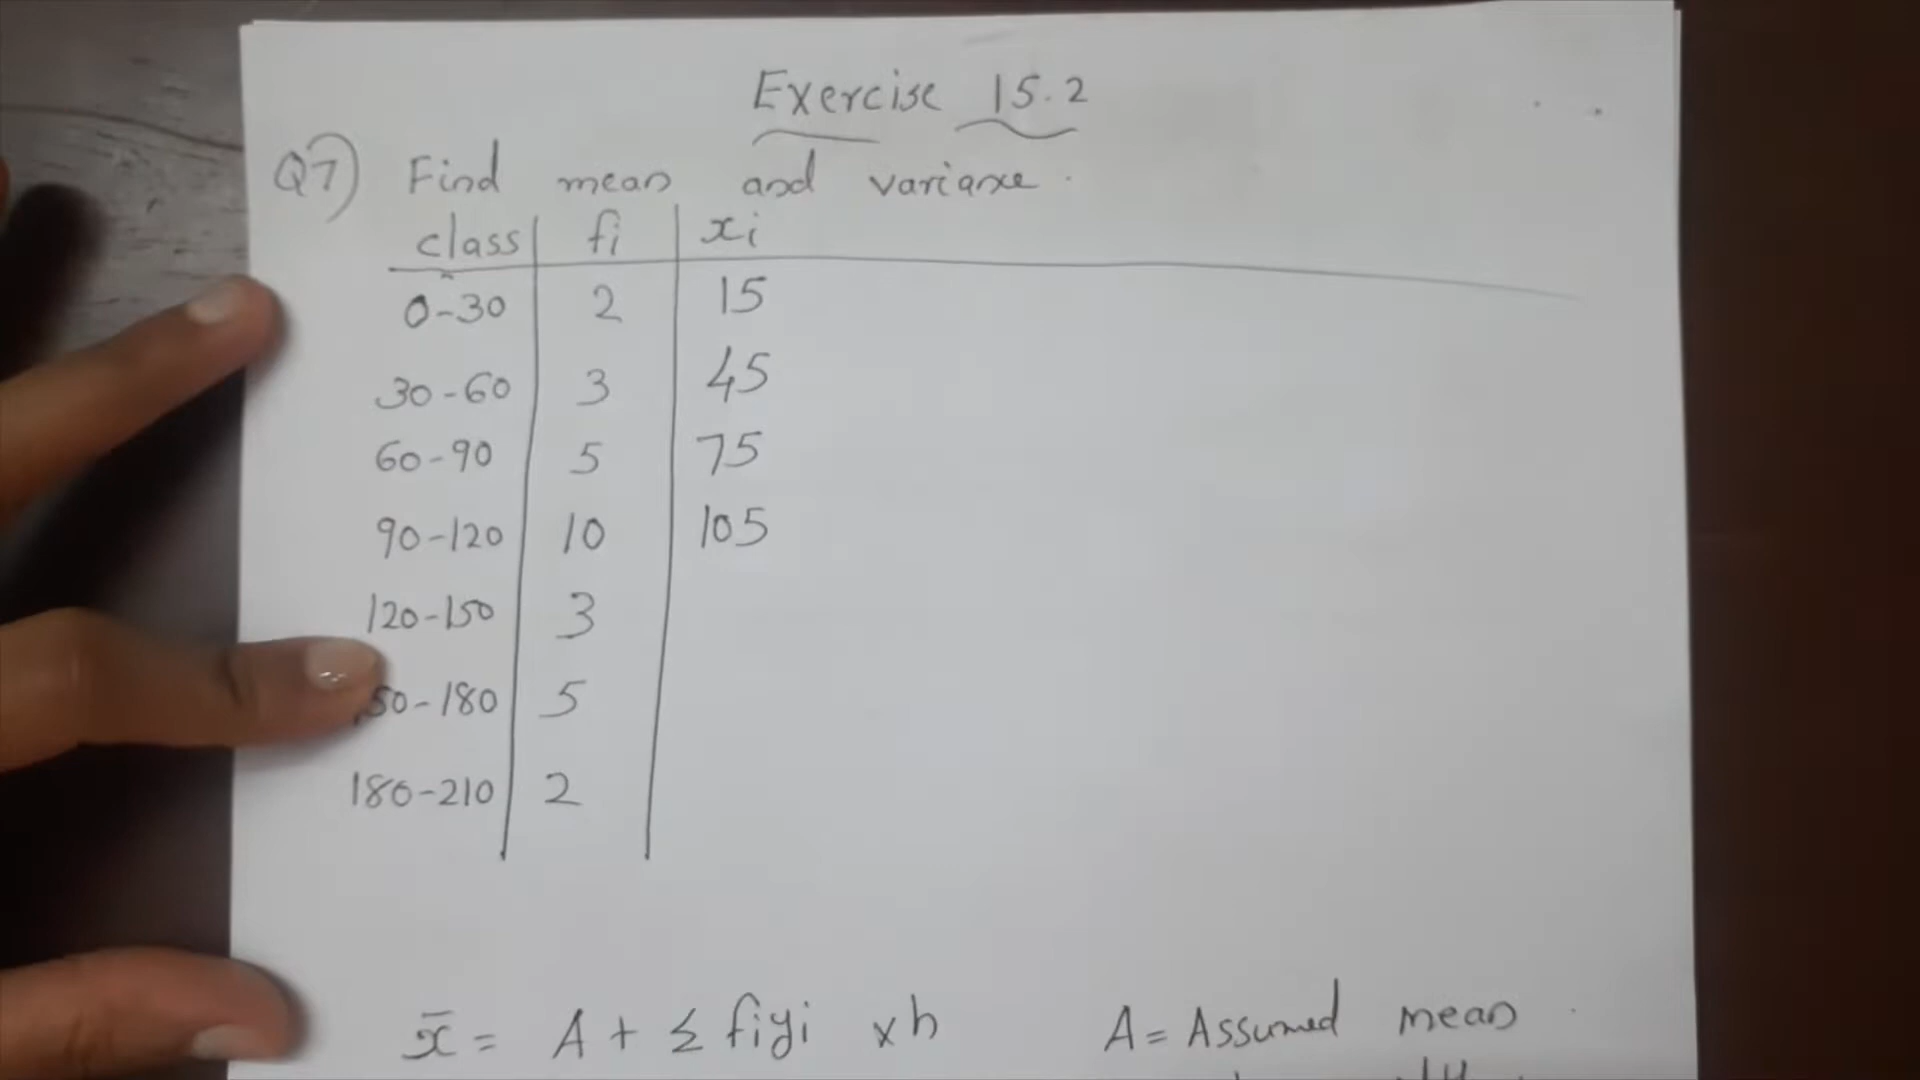 Exercise 15.2
Q7) Find mean and variance.
class fi xi
0-30 2 15
30-60 3 45
60-90 5 75
90-120 10 105
120-150 3
50-180 5
180-210 2
x̄ = A + Σ fiyi x h A = Assumed mean